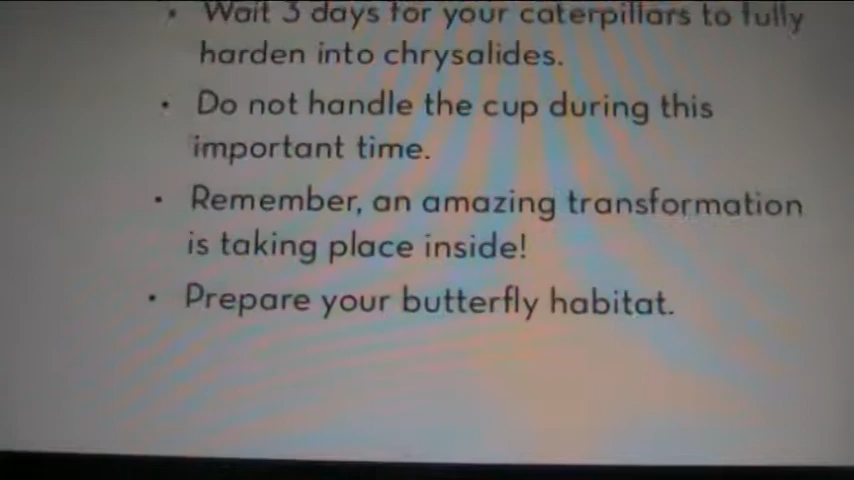 • Wait 3 days for your caterpillars to fully
harden into chrysalides.
• Do not handle the cup during this
important time.
• Remember, an amazing transformation
is taking place inside!
• Prepare your butterfly habitat.